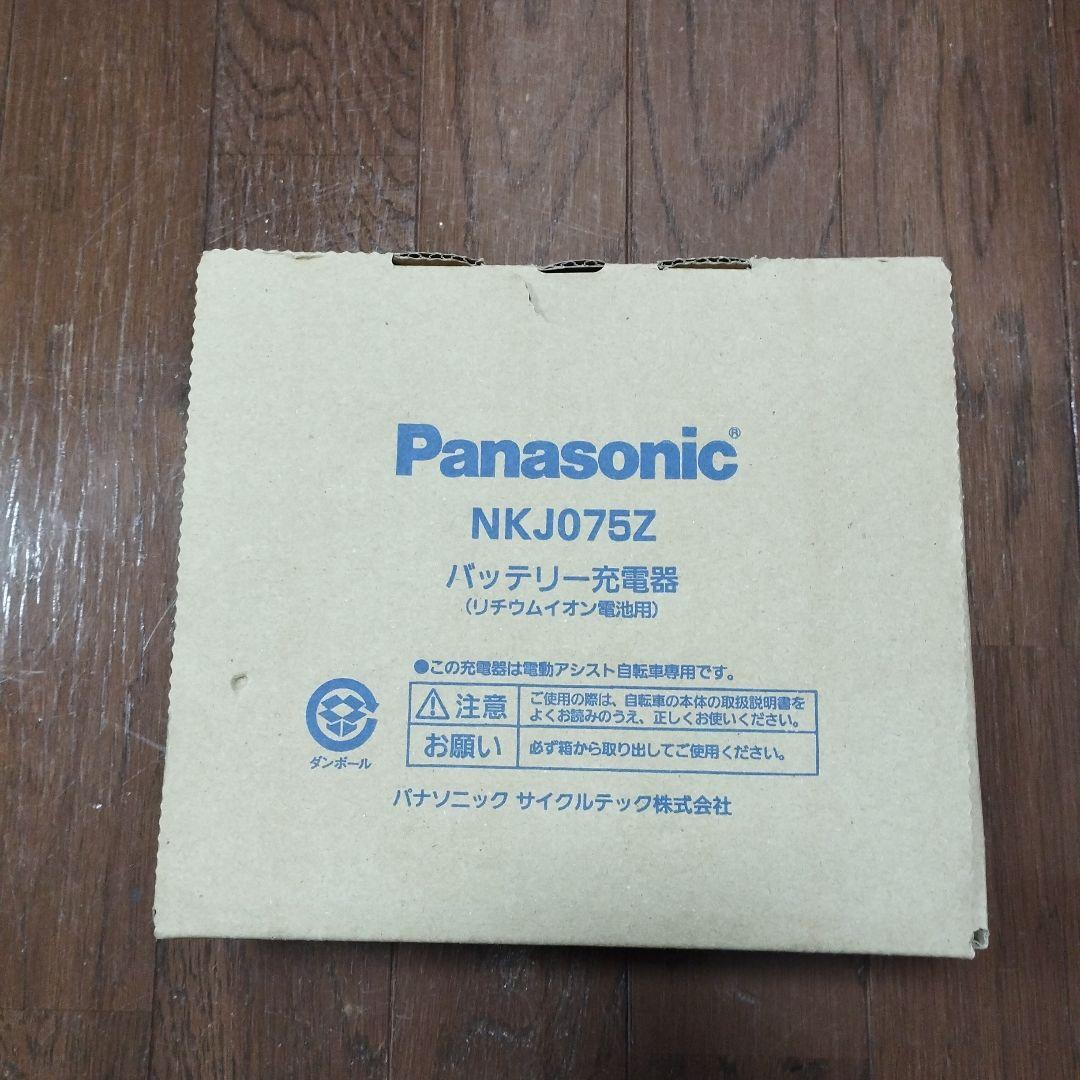 Panasonic®
NKJ075Z
バッテリー充電器
(リチウムイオン電池用)
●この充電器は電動アシスト自転車専用です。
注意
ご使用の際は、自転車の本体の取扱説明書を
よくお読みのうえ、正しくお使いください。
お願い
必ず箱から取り出してご使用ください。
ダンボール
パナソニック サイクルテック株式会社